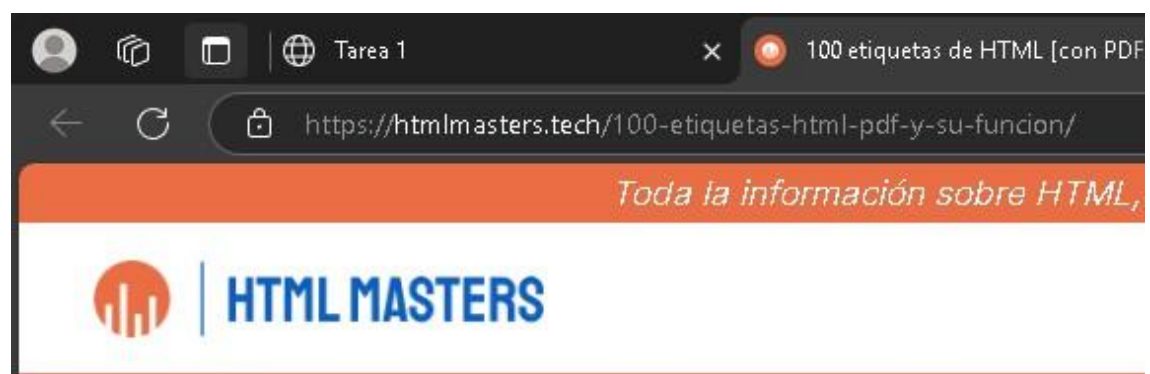 Tarea 1
100 etiquetas de HTML [con PDF
https://htmlmasters.tech/100-etiquetas-html-pdf-y-su-funcion/
Toda la información sobre HTML,
HTML MASTERS